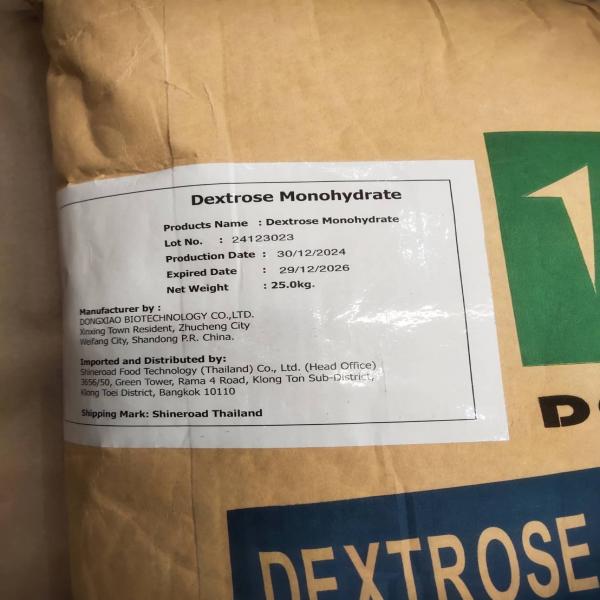 Dextrose Monohydrate
Products Name : Dextrose Monohydrate
Lot No. : 24123023
Production Date : 30/12/2024
Expired Date : 29/12/2026
Net Weight : 25.0kg.
Manufacturer by :
DONGXIAO BIOTECHNOLOGY CO.,LTD.
Xinxing Town Resident, Zhucheng City
Weifang City, Shandong P.R. China.
Imported and Distributed by:
Shineroad Food Technology (Thailand) Co., Ltd. (Head Office)
3656/50, Green Tower, Rama 4 Road, Klong Ton Sub-District,
Klong Toei District, Bangkok 10110
Shipping Mark: Shineroad Thailand
DEXTROSE